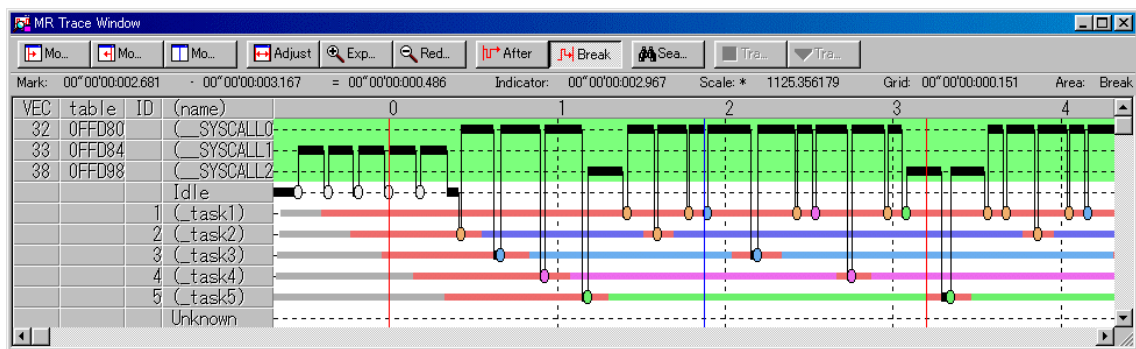 MR Trace Window
Mo... Mo... Mo... Adjust Exp... Red... After Break Sea... Tra... Tra...
Mark: 00"00'00:002.681 - 00"00'00:003.167 = 00"00'00:000.486 Indicator: 00"00'00:002.967 Scale: * 1125.356179 Grid: 00"00'00:000.151 Area: Break
VEC table ID (name) 0 1 2 3 4
32 0FFD80 (__SYSCALL0
33 0FFD84 (__SYSCALL1
38 0FFD98 (__SYSCALL2
Idle
1 (_task1)
2 (_task2)
3 (_task3)
4 (_task4)
5 (_task5)
Unknown